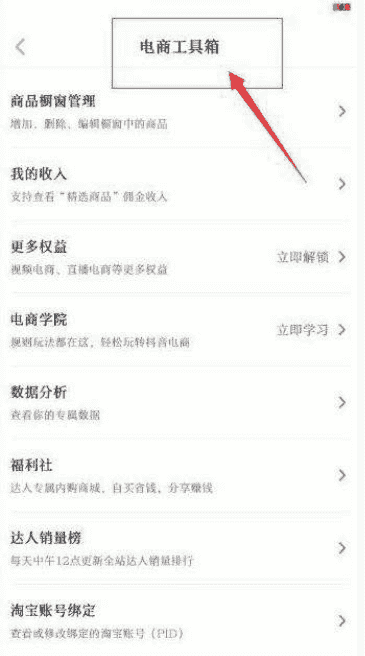 电商工具箱
商品橱窗管理
增加、删除、编辑橱窗中的商品
我的收入
支持查看“精选商品”佣金收入
更多权益
视频电商、直播电商等更多权益
立即解锁
电商学院
规则玩法都在这，轻松玩转抖音电商
立即学习
数据分析
查看你的专属数据
福利社
达人专属内购商城，自买省钱，分享赚钱
达人销量榜
每天中午12点更新全站达人销量排行
淘宝账号绑定
查看或修改绑定的淘宝账号（PID）